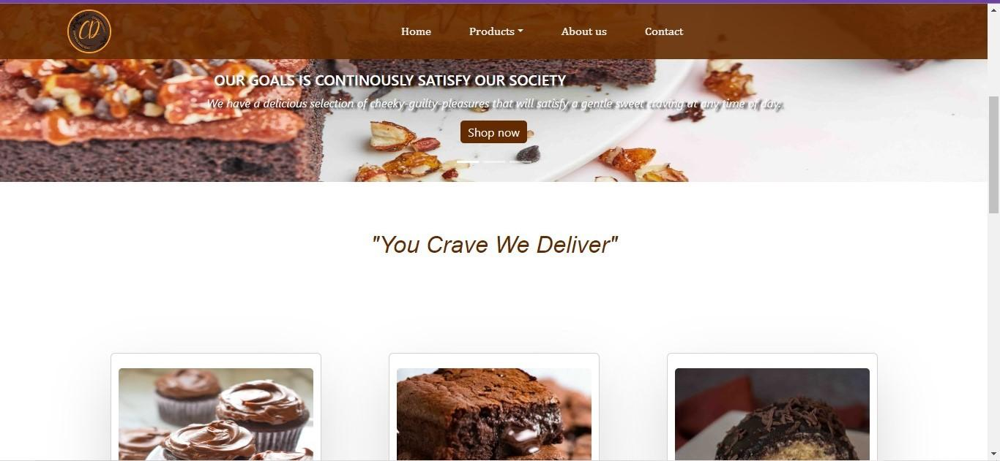 CD
Home
Products
About us
Contact
OUR GOALS IS CONTINOUSLY SATISFY OUR SOCIETY
We have a delicious selection of cheeky-guilty-pleasures that will satisfy a gentle sweet craving at any time of day.
Shop now
"You Crave We Deliver"